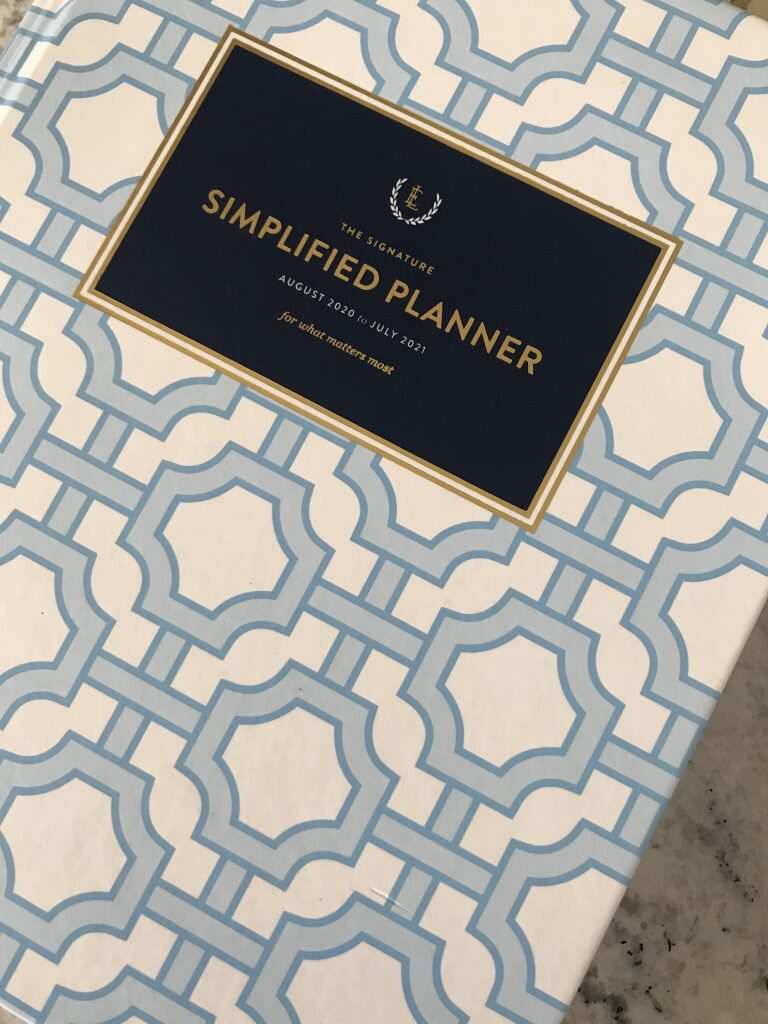 THE SIGNATURE
SIMPLIFIED PLANNER
AUGUST 2020 to JULY 2021
for what matters most